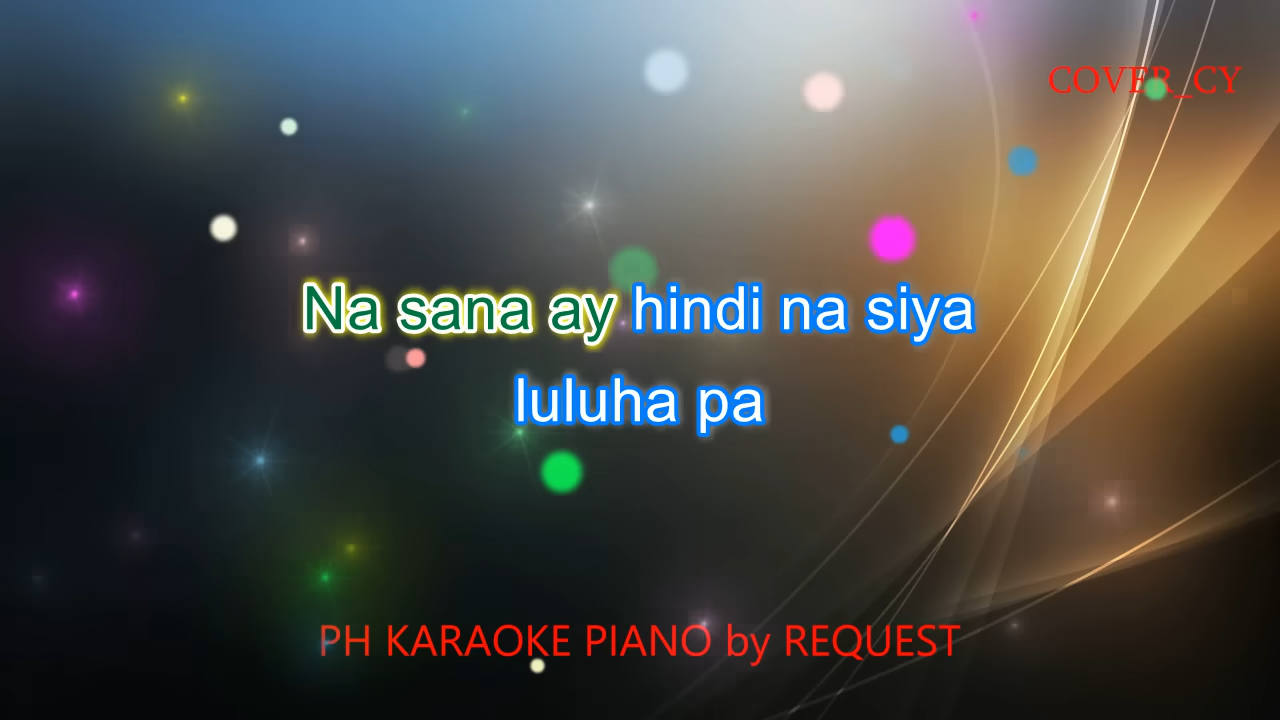 COVER_CY
Na sana ay hindi na siya
luluha pa
PH KARAOKE PIANO by REQUEST